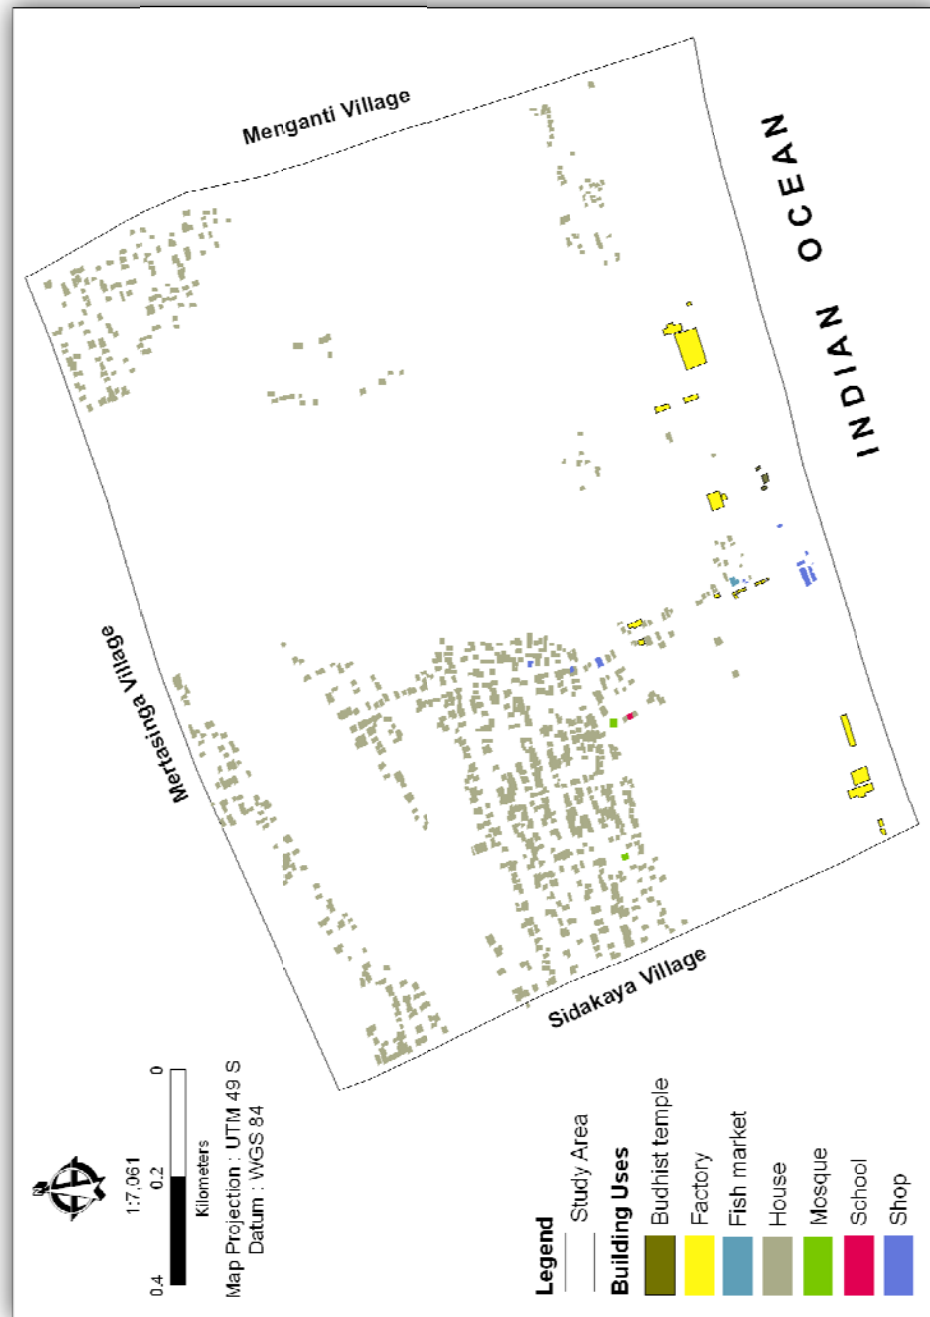 Menganti Village
INDIAN OCEAN
Mertasinga Village
Sidakaya Village
1:7,961
0.4 0.2 0
Kilometers
Map Projection : UTM 49 S
Datum : WGS 84
Legend
Study Area
Building Uses
Budhist temple
Factory
Fish market
House
Mosque
School
Shop